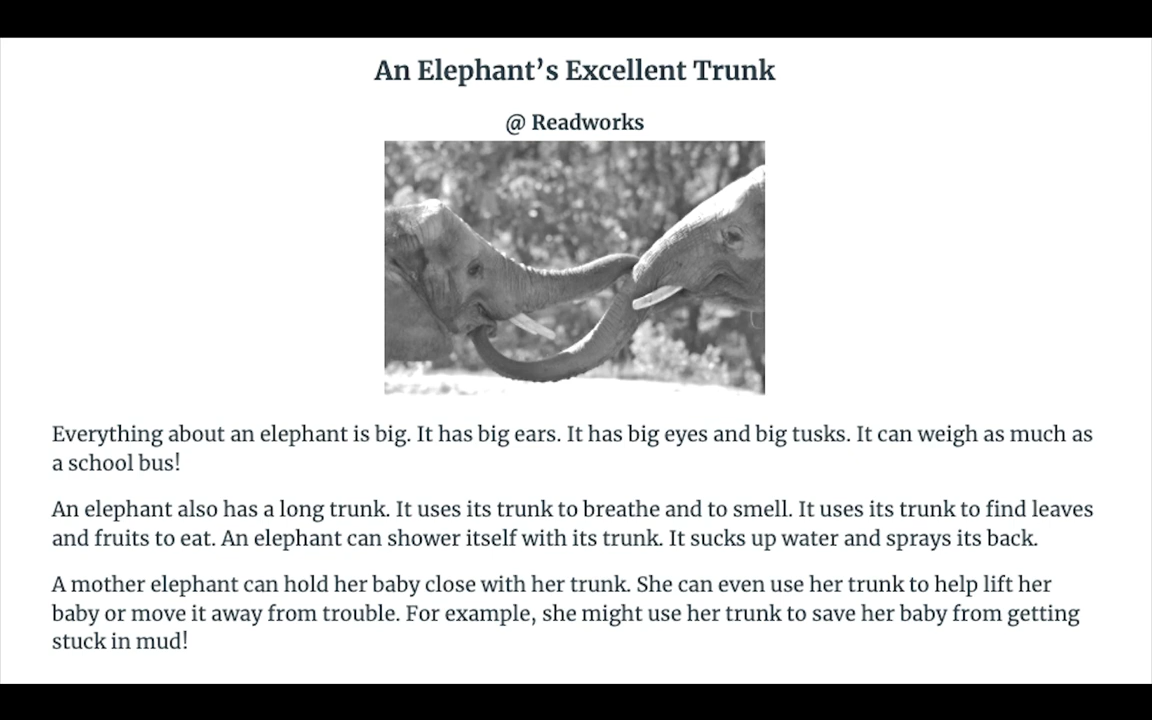 An Elephant’s Excellent Trunk
@ Readworks
Everything about an elephant is big. It has big ears. It has big eyes and big tusks. It can weigh as much as
a school bus!
An elephant also has a long trunk. It uses its trunk to breathe and to smell. It uses its trunk to find leaves
and fruits to eat. An elephant can shower itself with its trunk. It sucks up water and sprays its back.
A mother elephant can hold her baby close with her trunk. She can even use her trunk to help lift her
baby or move it away from trouble. For example, she might use her trunk to save her baby from getting
stuck in mud!